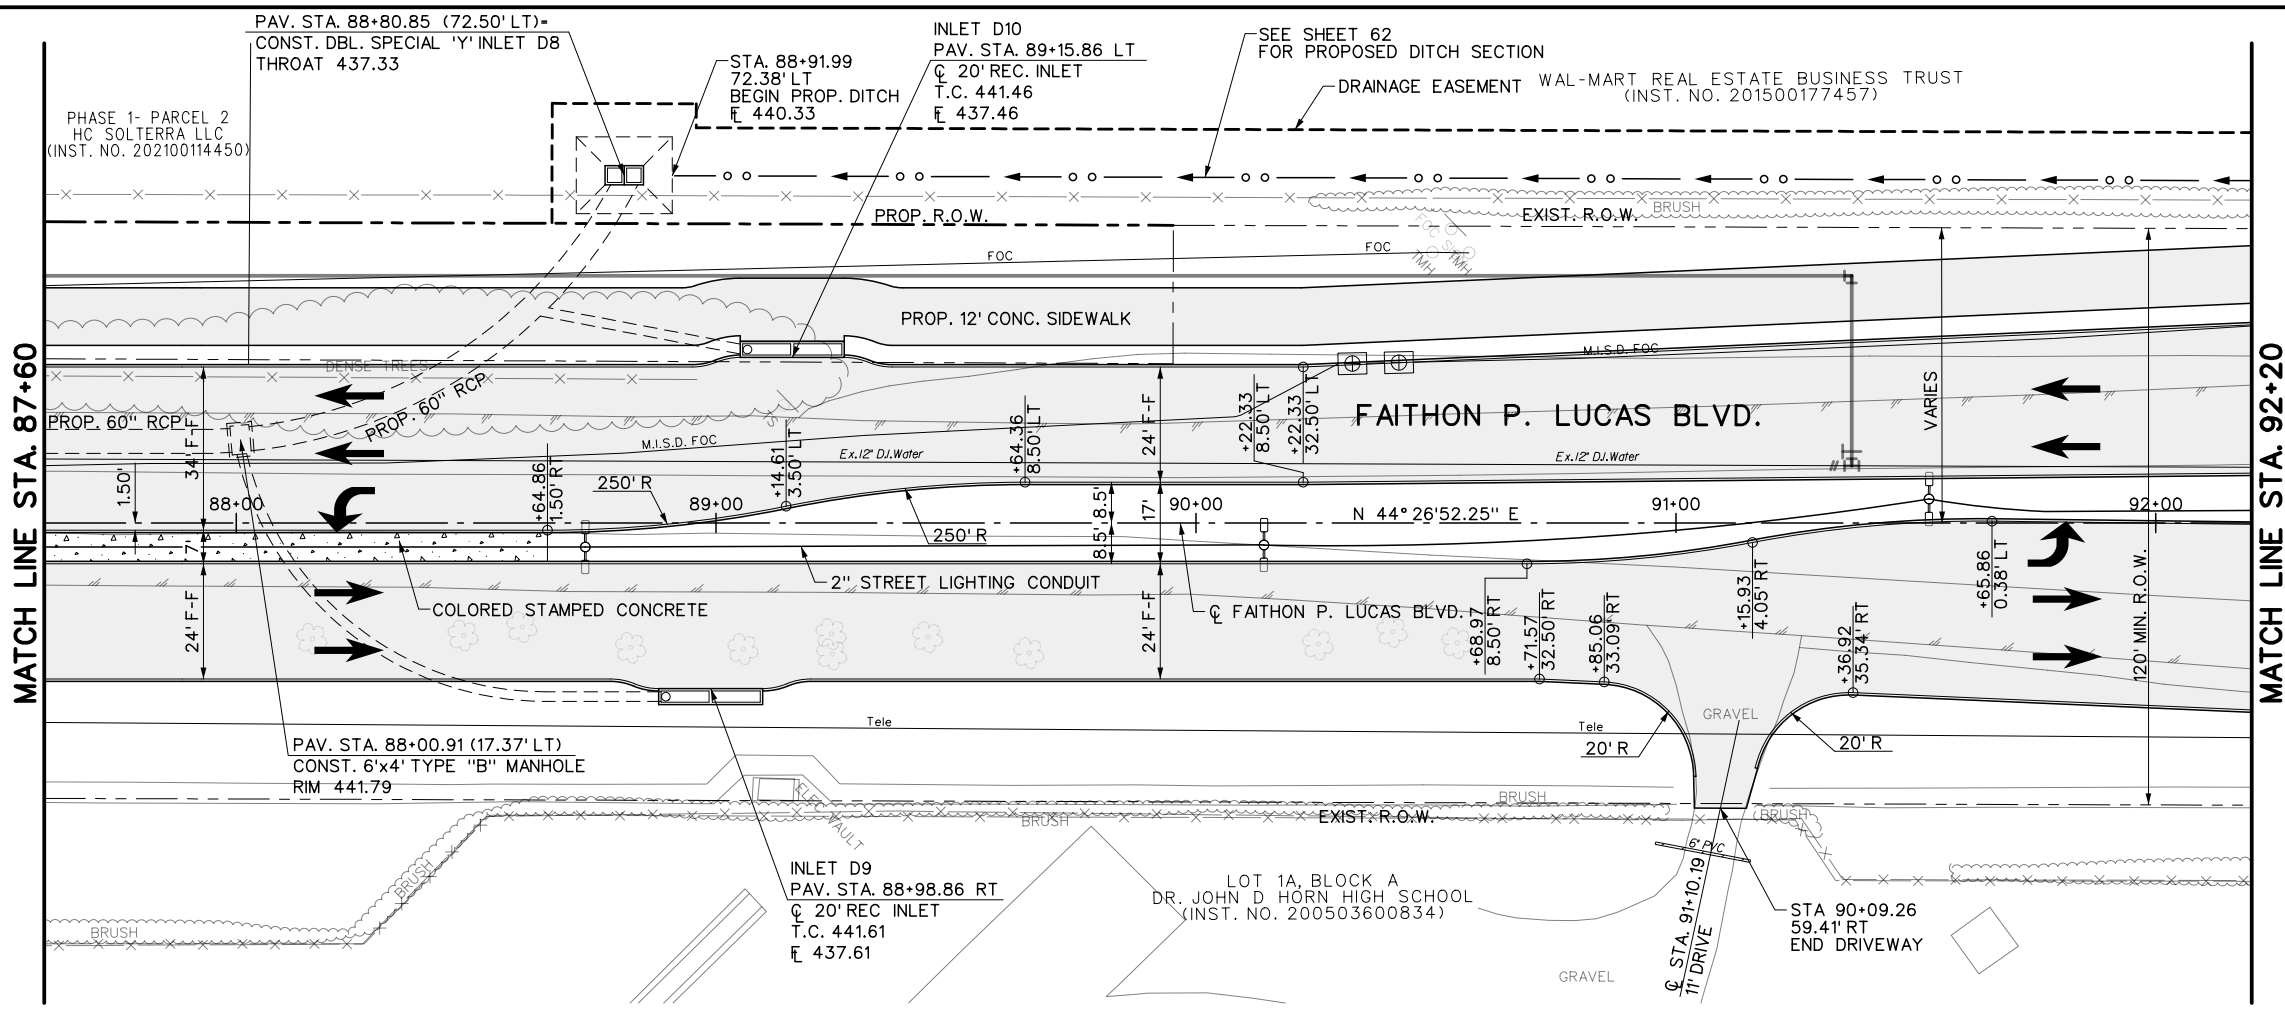 PAV. STA. 88+80.85 (72.50' LT)=
CONST. DBL. SPECIAL 'Y' INLET D8
THROAT 437.33
STA. 88+91.99
72.38' LT
BEGIN PROP. DITCH
FL 440.33
INLET D10
PAV. STA. 89+15.86 LT
CL 20' REC. INLET
T.C. 441.46
FL 437.46
SEE SHEET 62
FOR PROPOSED DITCH SECTION
DRAINAGE EASEMENT
WAL-MART REAL ESTATE BUSINESS TRUST
(INST. NO. 201500177457)
PHASE 1- PARCEL 2
HC SOLTERRA LLC
(INST. NO. 202100114450)
PROP. R.O.W.
EXIST. R.O.W.
BRUSH
FOC
FOC
TMH
TMH
PROP. 12' CONC. SIDEWALK
DENSE TREES
M.I.S.D. FOC
MATCH LINE STA. 87+60
MATCH LINE STA. 92+20
PROP. 60" RCP
PROP. 60" RCP
34' F-F
M.I.S.D. FOC
Ex.12" D.I.Water
Ex.12" D.I.Water
FAITHON P. LUCAS BLVD.
VARIES
1.50'
88+00
+64.86
1.50' RT
250' R
89+00
+14.61
3.50' LT
250' R
+64.36
8.50' LT
24' F-F
8.5'
8.5'
17'
90+00
+22.33
8.50' LT
+22.33
32.50' LT
N 44° 26'52.25" E
91+00
92+00
7'
24' F-F
COLORED STAMPED CONCRETE
2" STREET LIGHTING CONDUIT
24' F-F
CL FAITHON P. LUCAS BLVD.
+68.97
8.50' RT
+71.57
32.50' RT
+85.06
33.09' RT
+15.93
4.05' RT
+36.92
35.34' RT
+65.86
0.38' LT
120' MIN. R.O.W.
Tele
Tele
GRAVEL
20' R
20' R
PAV. STA. 88+00.91 (17.37' LT)
CONST. 6'x4' TYPE "B" MANHOLE
RIM 441.79
ELEC VAULT
BRUSH
BRUSH
EXIST. R.O.W.
BRUSH
6" PVC
BRUSH
BRUSH
INLET D9
PAV. STA. 88+98.86 RT
CL 20' REC INLET
T.C. 441.61
FL 437.61
LOT 1A, BLOCK A
DR. JOHN D HORN HIGH SCHOOL
(INST. NO. 200503600834)
CL STA. 91+10.19
11' DRIVE
STA 90+09.26
59.41' RT
END DRIVEWAY
GRAVEL